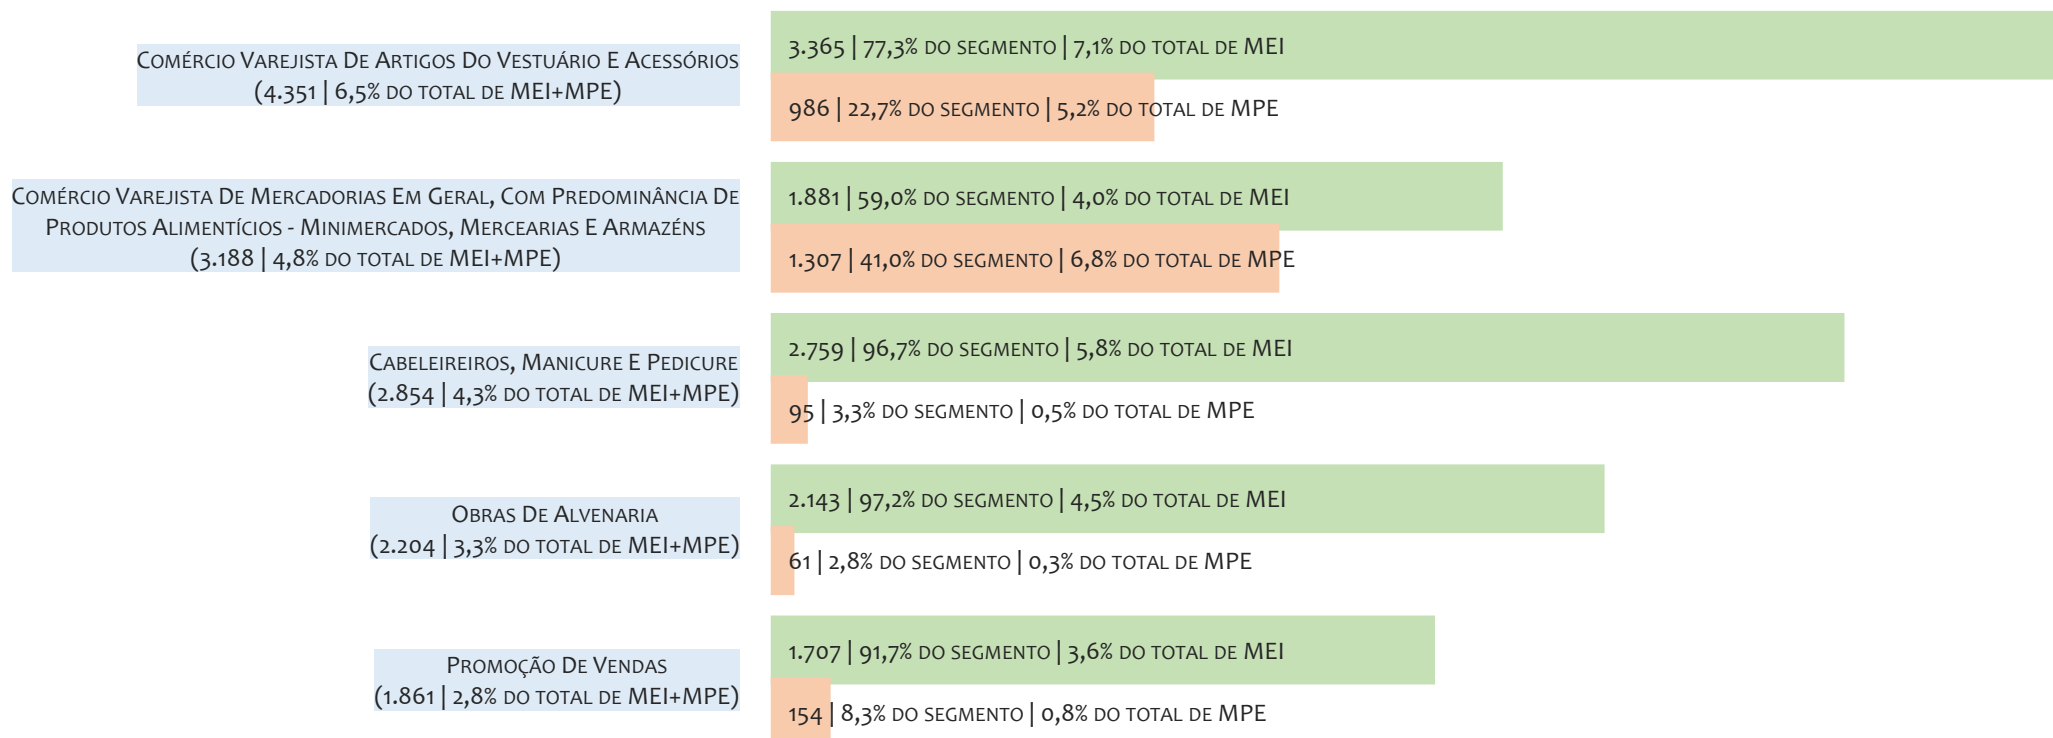 Comércio Varejista De Artigos Do Vestuário E Acessórios
(4.351 | 6,5% do total de MEI+MPE)
3.365 | 77,3% do segmento | 7,1% do total de MEI
986 | 22,7% do segmento | 5,2% do total de MPE
Comércio Varejista De Mercadorias Em Geral, Com Predominância De
Produtos Alimentícios - Minimercados, Mercearias E Armazéns
(3.188 | 4,8% do total de MEI+MPE)
1.881 | 59,0% do segmento | 4,0% do total de MEI
1.307 | 41,0% do segmento | 6,8% do total de MPE
Cabeleireiros, Manicure E Pedicure
(2.854 | 4,3% do total de MEI+MPE)
2.759 | 96,7% do segmento | 5,8% do total de MEI
95 | 3,3% do segmento | 0,5% do total de MPE
Obras De Alvenaria
(2.204 | 3,3% do total de MEI+MPE)
2.143 | 97,2% do segmento | 4,5% do total de MEI
61 | 2,8% do segmento | 0,3% do total de MPE
Promoção De Vendas
(1.861 | 2,8% do total de MEI+MPE)
1.707 | 91,7% do segmento | 3,6% do total de MEI
154 | 8,3% do segmento | 0,8% do total de MPE